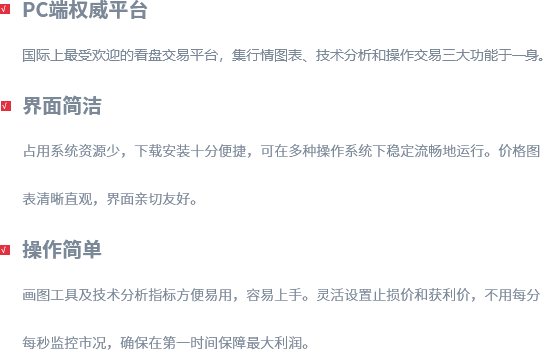 PC端权威平台
国际上最受欢迎的看盘交易平台，集行情图表、技术分析和操作交易三大功能于一身。
界面简洁
占用系统资源少，下载安装十分便捷，可在多种操作系统下稳定流畅地运行。价格图
表清晰直观，界面亲切友好。
操作简单
画图工具及技术分析指标方便易用，容易上手。灵活设置止损价和获利价，不用每分
每秒监控市况，确保在第一时间保障最大利润。